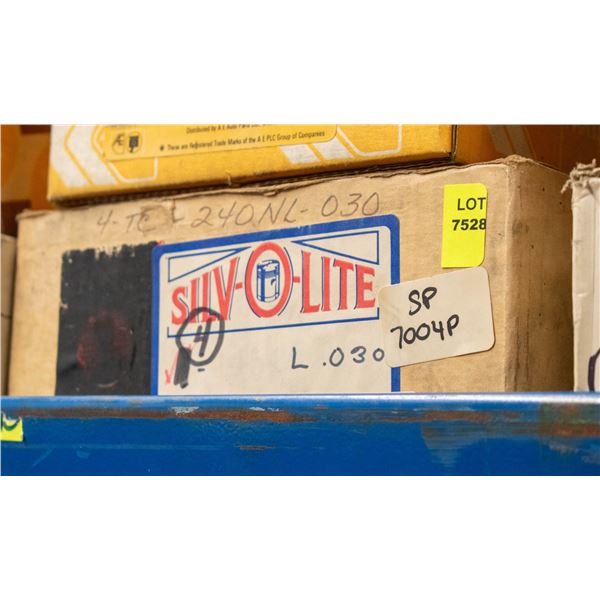 Distributed by A E Auto Parts
® These are Registered Trade Marks of the A E PLC Group of Companies
AE
4-TC-240NL-030
LOT
7528
SILV-O-LITE
SP
7004P
4
L .030